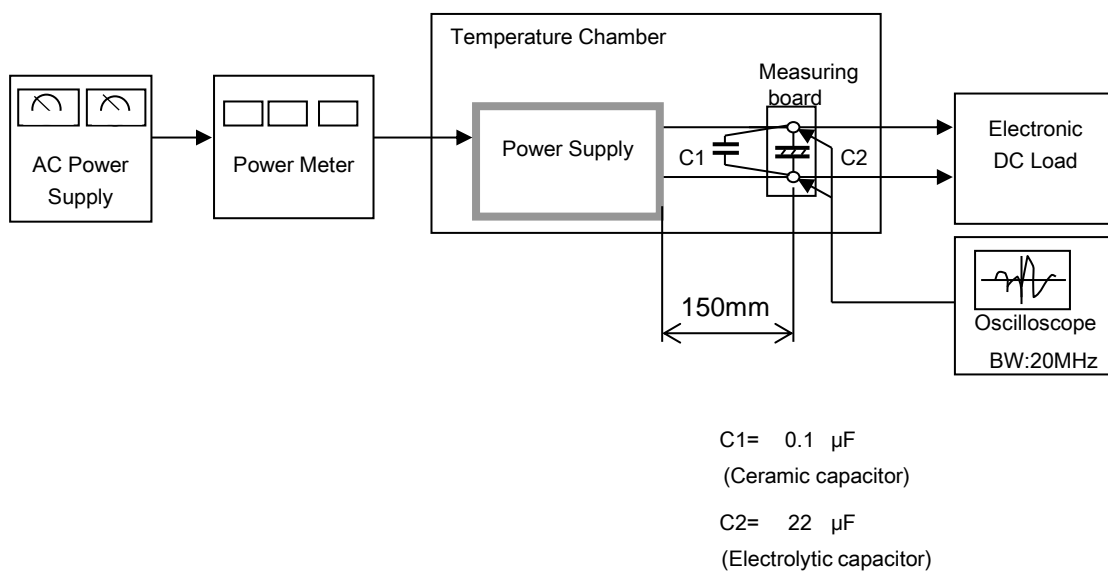 Temperature Chamber
Measuring
board
AC Power
Supply
Power Meter
Power Supply
C1
C2
Electronic
DC Load
150mm
Oscilloscope
BW:20MHz
C1= 0.1 µF
(Ceramic capacitor)
C2= 22 µF
(Electrolytic capacitor)